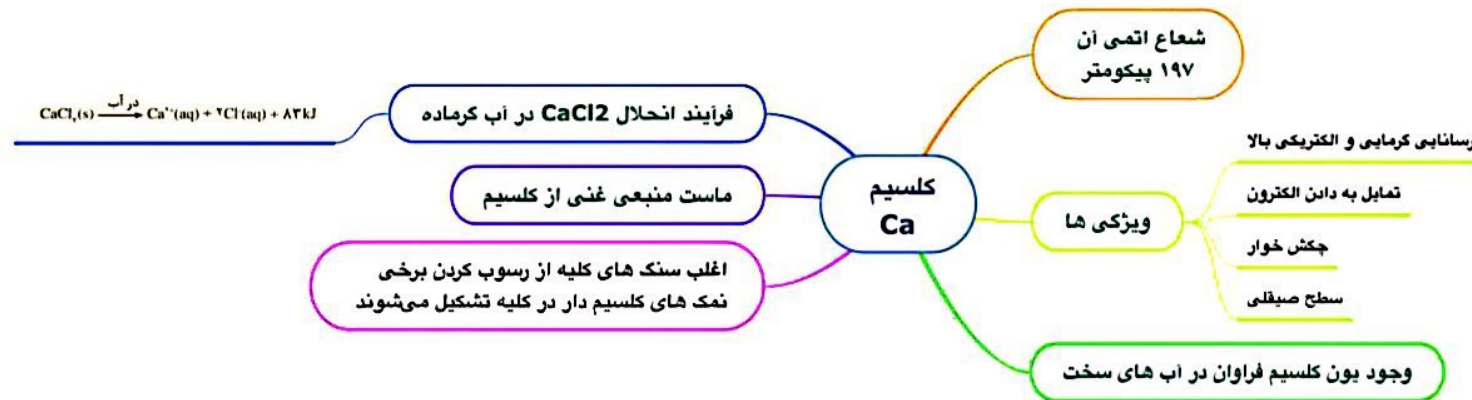 کلسیم
Ca
شعاع اتمی آن
۱۹۷ پیکومتر
ویژگی ها
رسانایی گرمایی و الکتریکی بالا
تمایل به دادن الکترون
چکش خوار
سطح صیقلی
وجود یون کلسیم فراوان در آب های سخت
فرآیند انحلال CaCl2 در آب گرماده
CaCl₂(s) —در آب→ Ca²⁺(aq) + ۲Cl⁻(aq) + ۸۳ kJ
ماست منبعی غنی از کلسیم
اغلب سنگ های کلیه از رسوب کردن برخی
نمک های کلسیم دار در کلیه تشکیل می‌شوند